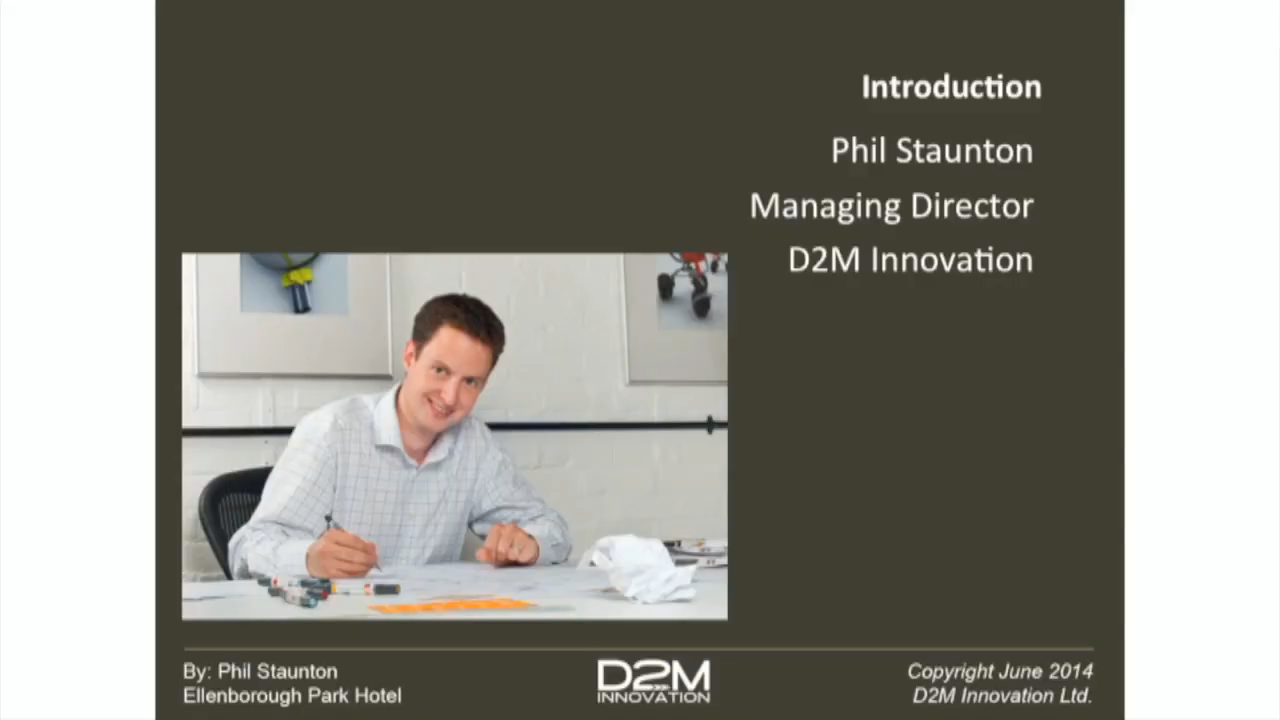 Introduction
Phil Staunton
Managing Director
D2M Innovation
By: Phil Staunton
Ellenborough Park Hotel
D2M
INNOVATION
Copyright June 2014
D2M Innovation Ltd.